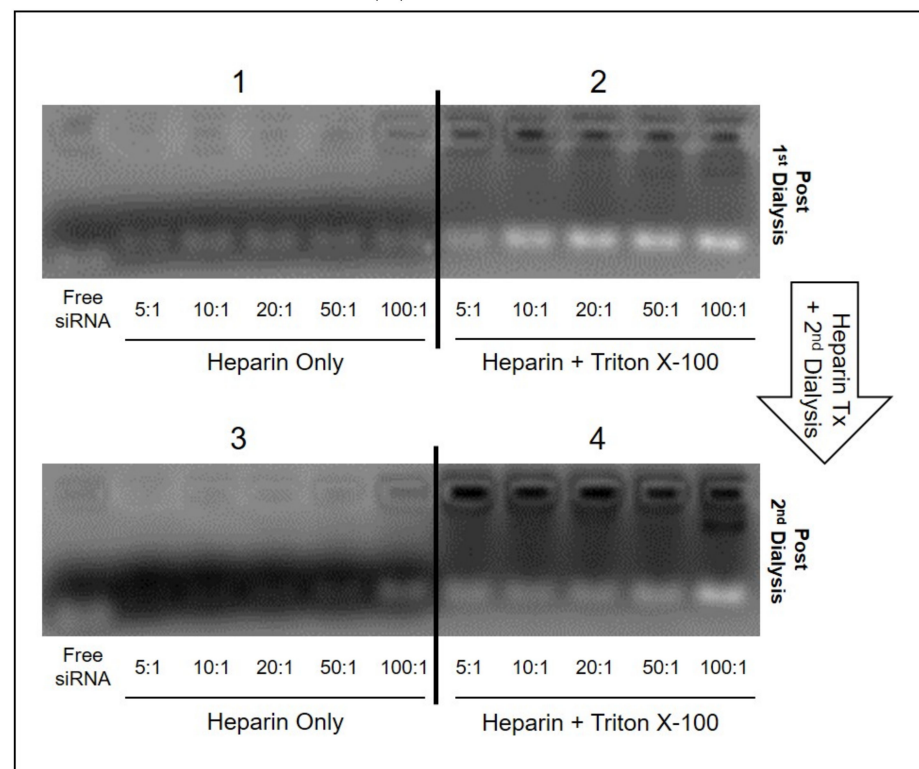 1
2
Post
1st Dialysis
Free
siRNA
5:1 10:1 20:1 50:1 100:1
5:1 10:1 20:1 50:1 100:1
Heparin Only
Heparin + Triton X-100
Heparin Tx
+ 2nd Dialysis
3
4
Post
2nd Dialysis
Free
siRNA
5:1 10:1 20:1 50:1 100:1
5:1 10:1 20:1 50:1 100:1
Heparin Only
Heparin + Triton X-100